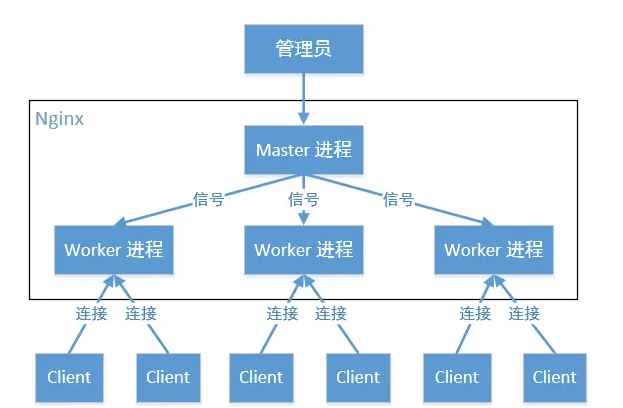 管理员
Nginx
Master 进程
信号
信号
信号
Worker 进程
Worker 进程
Worker 进程
连接
连接
连接
连接
连接
连接
Client
Client
Client
Client
Client
Client